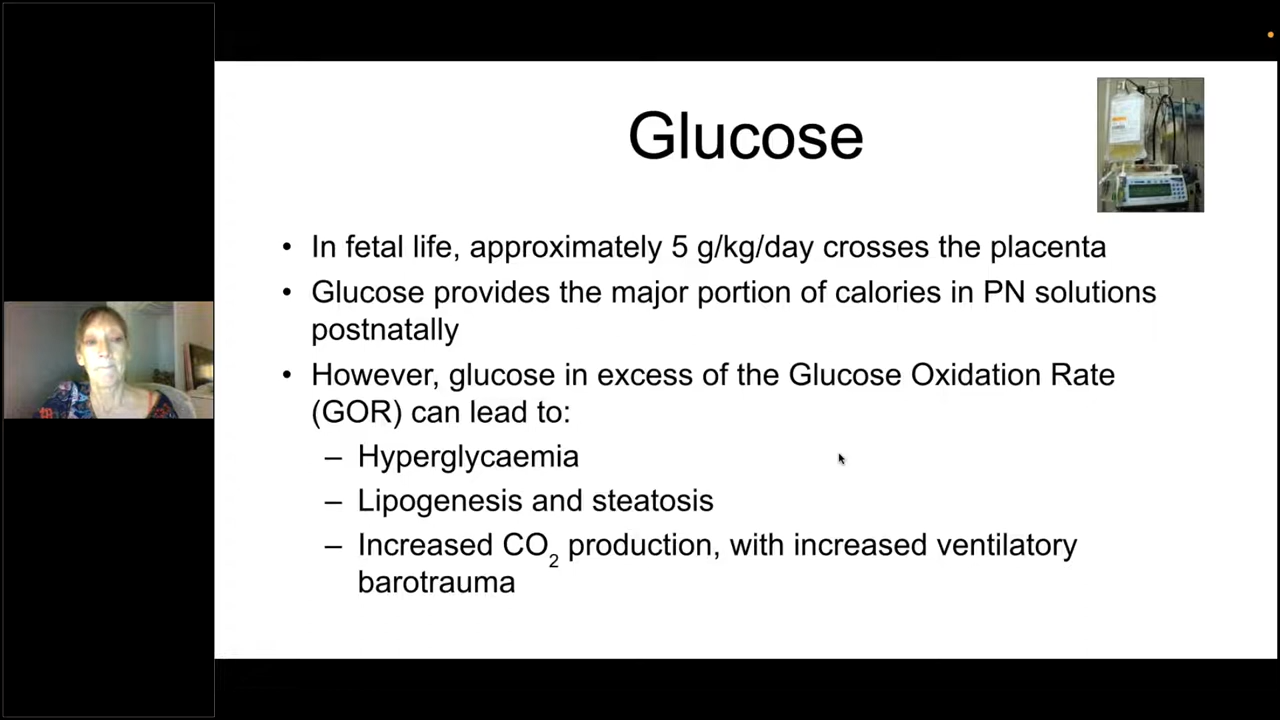 Glucose
• In fetal life, approximately 5 g/kg/day crosses the placenta
• Glucose provides the major portion of calories in PN solutions
postnatally
• However, glucose in excess of the Glucose Oxidation Rate
(GOR) can lead to:
– Hyperglycaemia
– Lipogenesis and steatosis
– Increased CO₂ production, with increased ventilatory
barotrauma